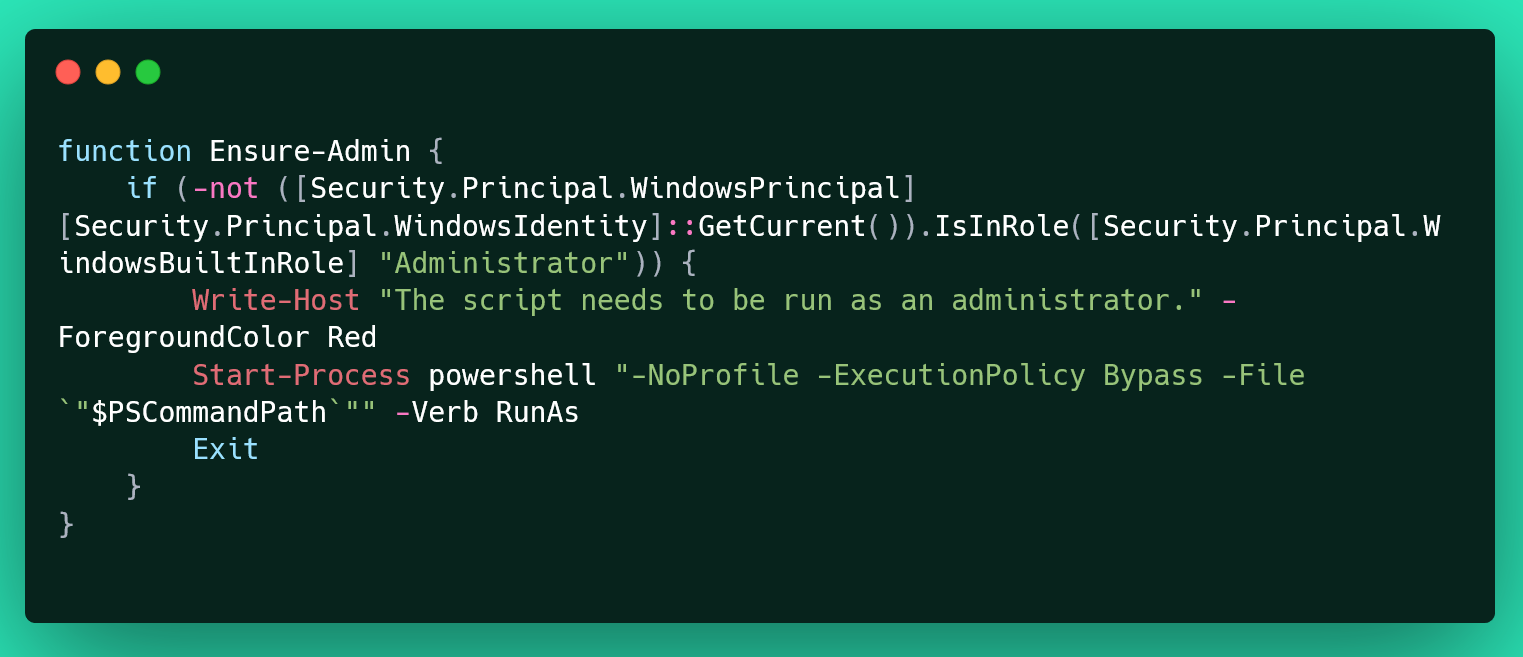 function Ensure-Admin {
    if (-not ([Security.Principal.WindowsPrincipal]
[Security.Principal.WindowsIdentity]::GetCurrent()).IsInRole([Security.Principal.W
indowsBuiltInRole] "Administrator")) {
        Write-Host "The script needs to be run as an administrator." -
ForegroundColor Red
        Start-Process powershell "-NoProfile -ExecutionPolicy Bypass -File
`"$PSCommandPath`"" -Verb RunAs
        Exit
    }
}